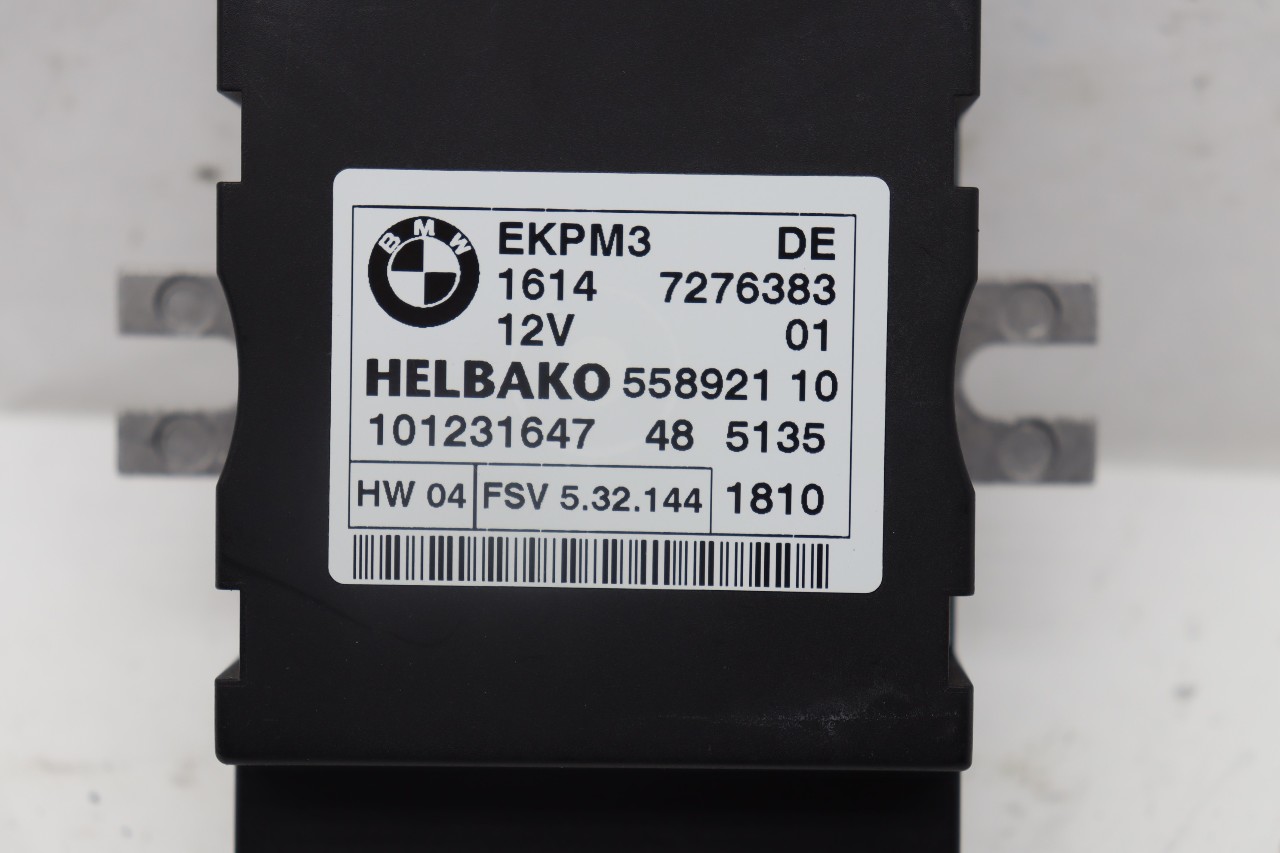 BMW
EKPM3 DE
1614 7276383
12V 01
HELBAKO 558921 10
101231647 48 5135
HW 04 FSV 5.32.144 1810